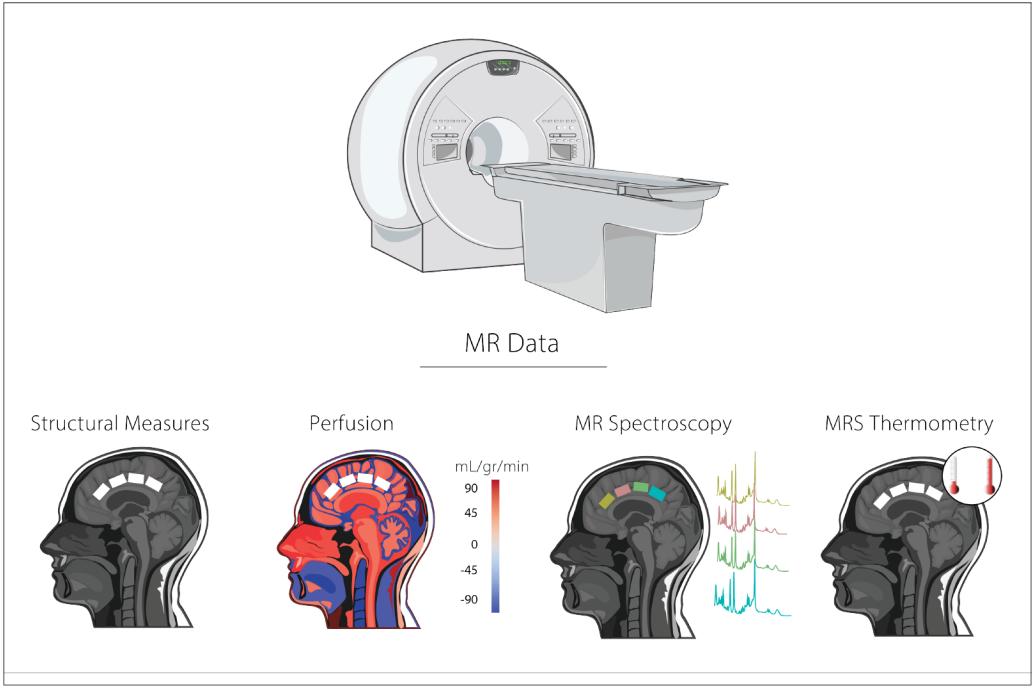 MR Data
Structural Measures
Perfusion
MR Spectroscopy
MRS Thermometry
mL/gr/min
90
45
0
-45
-90